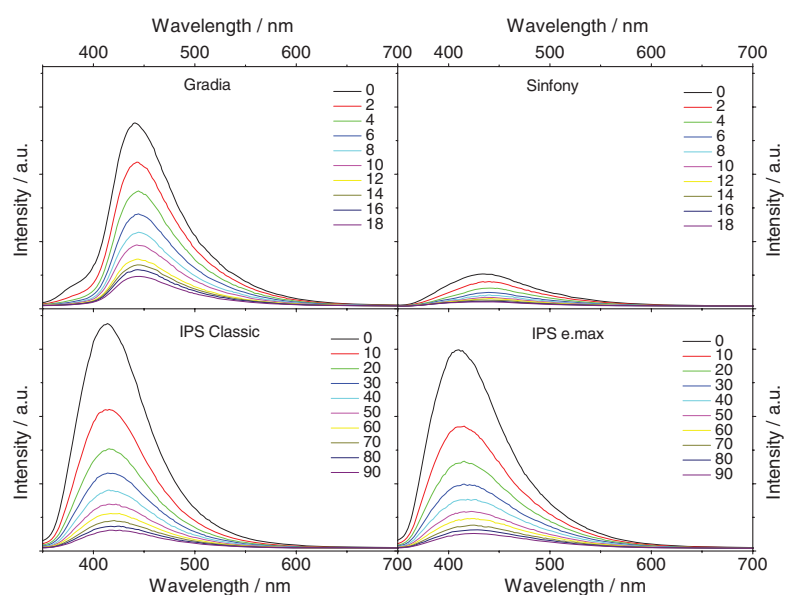 Wavelength / nm
Wavelength / nm
400 500 600 700 400 500 600 700
Intensity / a.u.
Gradia
0
2
4
6
8
10
12
14
16
18
Sinfony
0
2
4
6
8
10
12
14
16
18
Intensity / a.u.
Intensity / a.u.
IPS Classic
0
10
20
30
40
50
60
70
80
90
IPS e.max
0
10
20
30
40
50
60
70
80
90
Intensity / a.u.
400 500 600 700 400 500 600 700
Wavelength / nm
Wavelength / nm